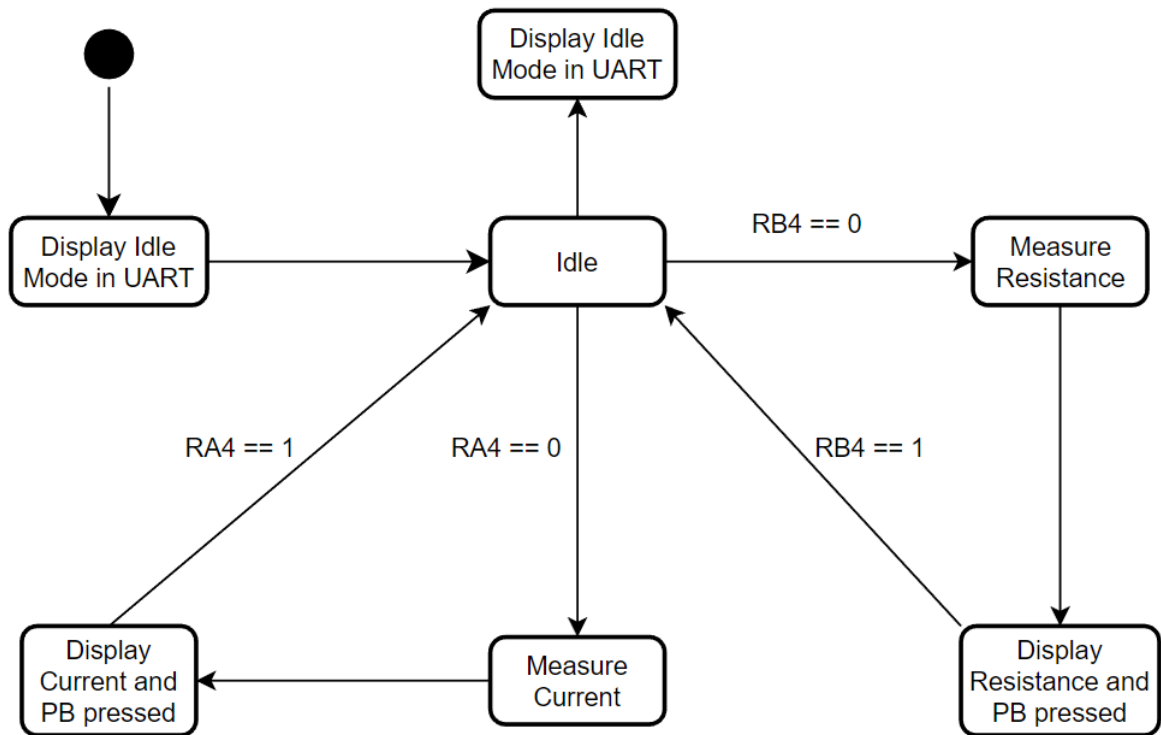 Display Idle
Mode in UART
Display Idle
Mode in UART
Idle
RB4 == 0
Measure
Resistance
RA4 == 1
RA4 == 0
RB4 == 1
Display
Current and
PB pressed
Measure
Current
Display
Resistance and
PB pressed